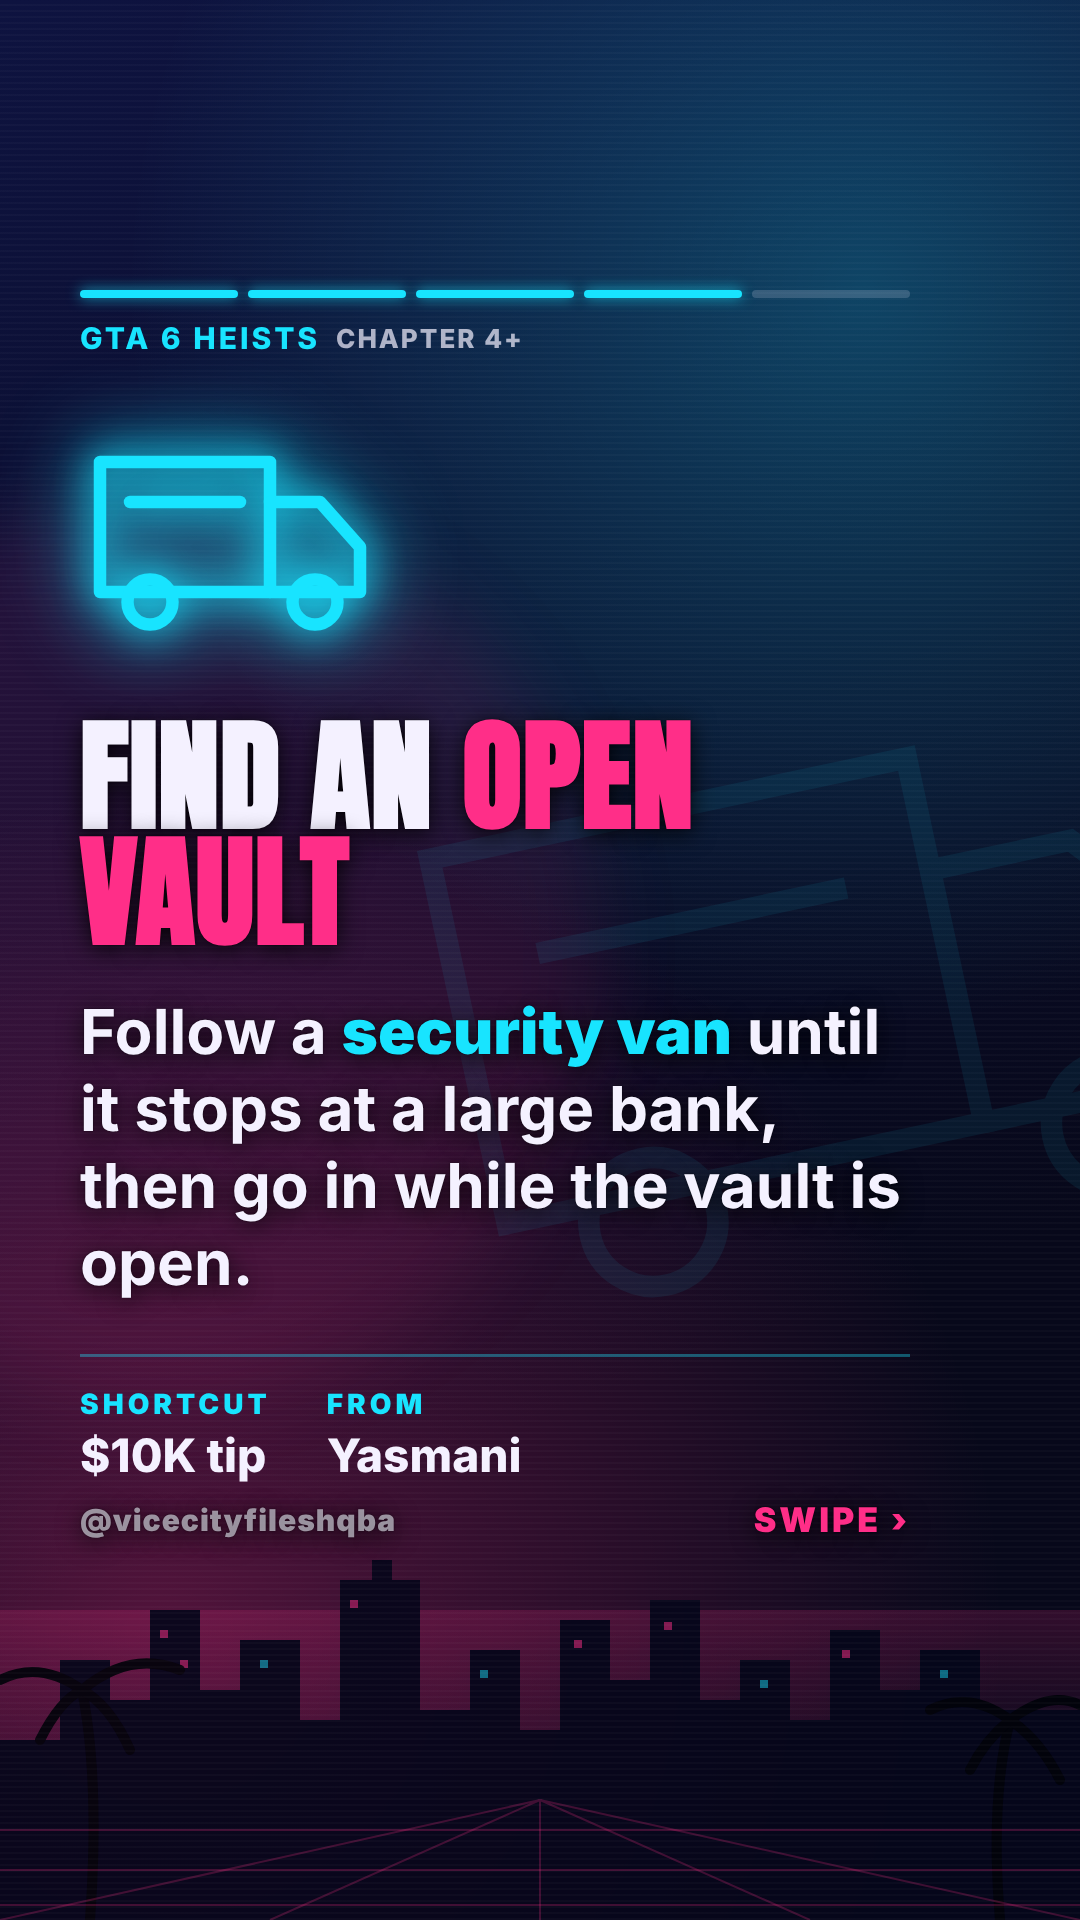 GTA 6 HEISTS CHAPTER 4+
FIND AN OPEN
VAULT
Follow a security van until
it stops at a large bank,
then go in while the vault is
open.
SHORTCUT FROM
$10K tip Yasmani
@vicecityfileshqba SWIPE ›